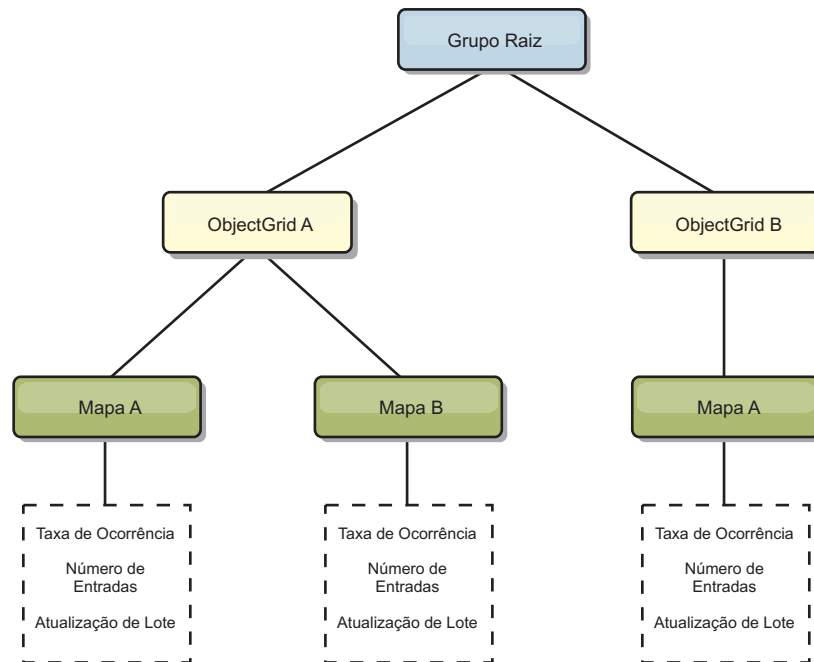 Grupo Raiz
ObjectGrid A
ObjectGrid B
Mapa A
Mapa B
Mapa A
Taxa de Ocorrência
Número de
Entradas
Atualização de Lote
Taxa de Ocorrência
Número de
Entradas
Atualização de Lote
Taxa de Ocorrência
Número de
Entradas
Atualização de Lote